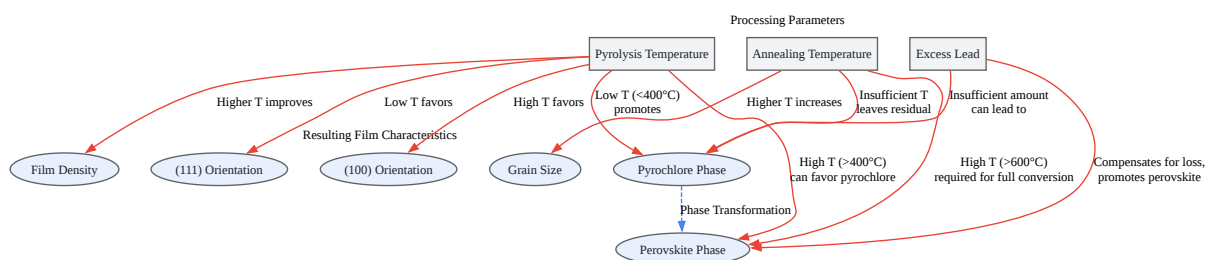 Processing Parameters
Pyrolysis Temperature
Annealing Temperature
Excess Lead
Higher T improves
Low T favors
High T favors
Low T (<400°C)
promotes
Higher T increases
Insufficient T
leaves residual
Insufficient amount
can lead to
Resulting Film Characteristics
Film Density
(111) Orientation
(100) Orientation
Grain Size
Pyrochlore Phase
High T (>400°C)
can favor pyrochlore
High T (>600°C)
required for full conversion
Compensates for loss,
promotes perovskite
Phase Transformation
Perovskite Phase